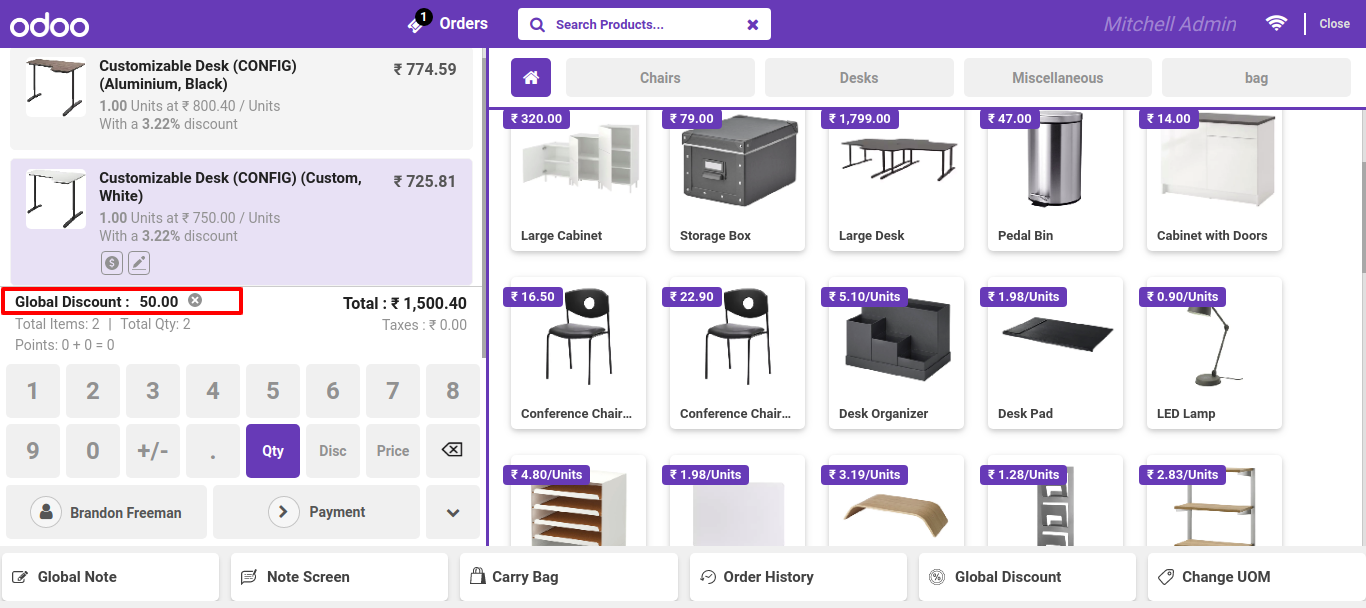 odoo
1
Orders
Search Products...
Mitchell Admin
Close
Customizable Desk (CONFIG)
(Aluminium, Black)
₹ 774.59
1.00 Units at ₹ 800.40 / Units
With a 3.22% discount
Customizable Desk (CONFIG) (Custom,
White)
₹ 725.81
1.00 Units at ₹ 750.00 / Units
With a 3.22% discount
Global Discount : 50.00
Total : ₹ 1,500.40
Total Items: 2 | Total Qty: 2
Taxes : ₹ 0.00
Points: 0 + 0 = 0
1 2 3 4 5 6 7 8
9 0 +/- . Qty Disc Price
Brandon Freeman
Payment
Chairs
Desks
Miscellaneous
bag
₹ 320.00
Large Cabinet
₹ 79.00
Storage Box
₹ 1,799.00
Large Desk
₹ 47.00
Pedal Bin
₹ 14.00
Cabinet with Doors
₹ 16.50
Conference Chair...
₹ 22.90
Conference Chair...
₹ 5.10/Units
Desk Organizer
₹ 1.98/Units
Desk Pad
₹ 0.90/Units
LED Lamp
₹ 4.80/Units
₹ 1.98/Units
₹ 3.19/Units
₹ 1.28/Units
₹ 2.83/Units
Global Note
Note Screen
Carry Bag
Order History
Global Discount
Change UOM